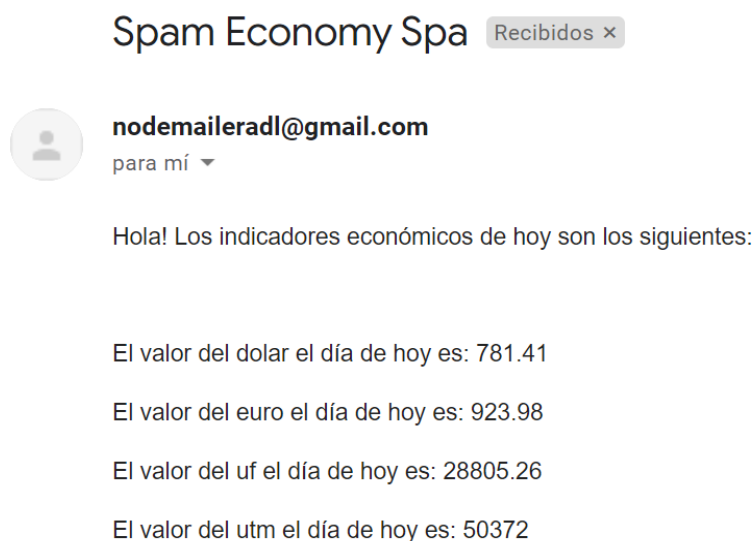 Spam Economy Spa Recibidos ×
nodemaileradl@gmail.com
para mí
Hola! Los indicadores económicos de hoy son los siguientes:
El valor del dolar el día de hoy es: 781.41
El valor del euro el día de hoy es: 923.98
El valor del uf el día de hoy es: 28805.26
El valor del utm el día de hoy es: 50372